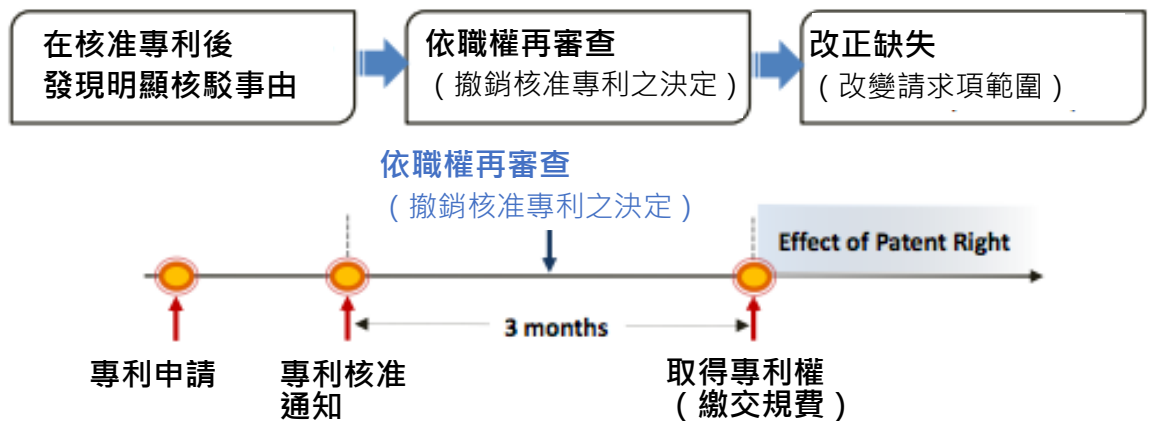 在核准專利後
發現明顯核駁事由
依職權再審查
（撤銷核准專利之決定）
改正缺失
（改變請求項範圍）
依職權再審查
（撤銷核准專利之決定）
Effect of Patent Right
3 months
專利申請
專利核准
通知
取得專利權
（繳交規費）